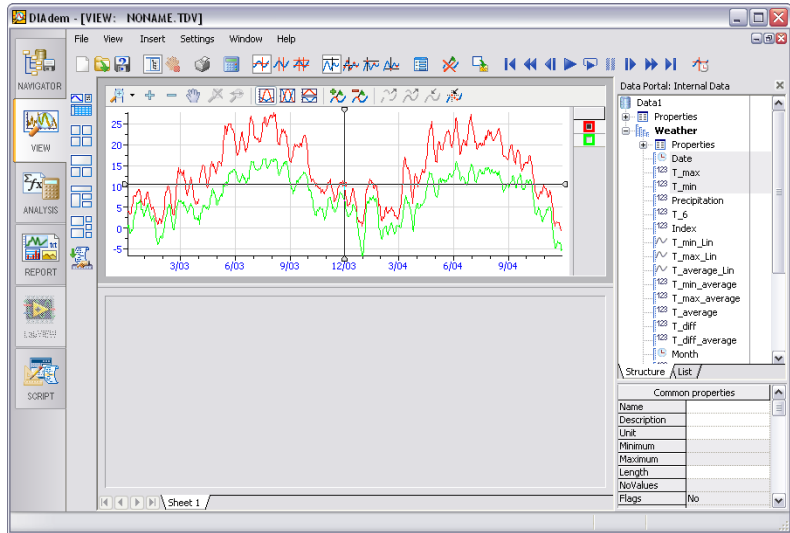 DIAdem - [VIEW: NONAME.TDV]
File View Insert Settings Window Help
NAVIGATOR
VIEW
ANALYSIS
REPORT
LabVIEW
SCRIPT
25
20
15
10
5
0
-5
3/03 6/03 9/03 12/03 3/04 6/04 9/04
Sheet 1
Data Portal: Internal Data
Data1
Properties
Weather
Properties
Date
T_max
T_min
Precipitation
T_6
Index
T_min_Lin
T_max_Lin
T_average_Lin
T_min_average
T_max_average
T_average
T_diff
T_diff_average
Month
Structure List
Common properties
Name
Description
Unit
Minimum
Maximum
Length
NoValues
Flags No